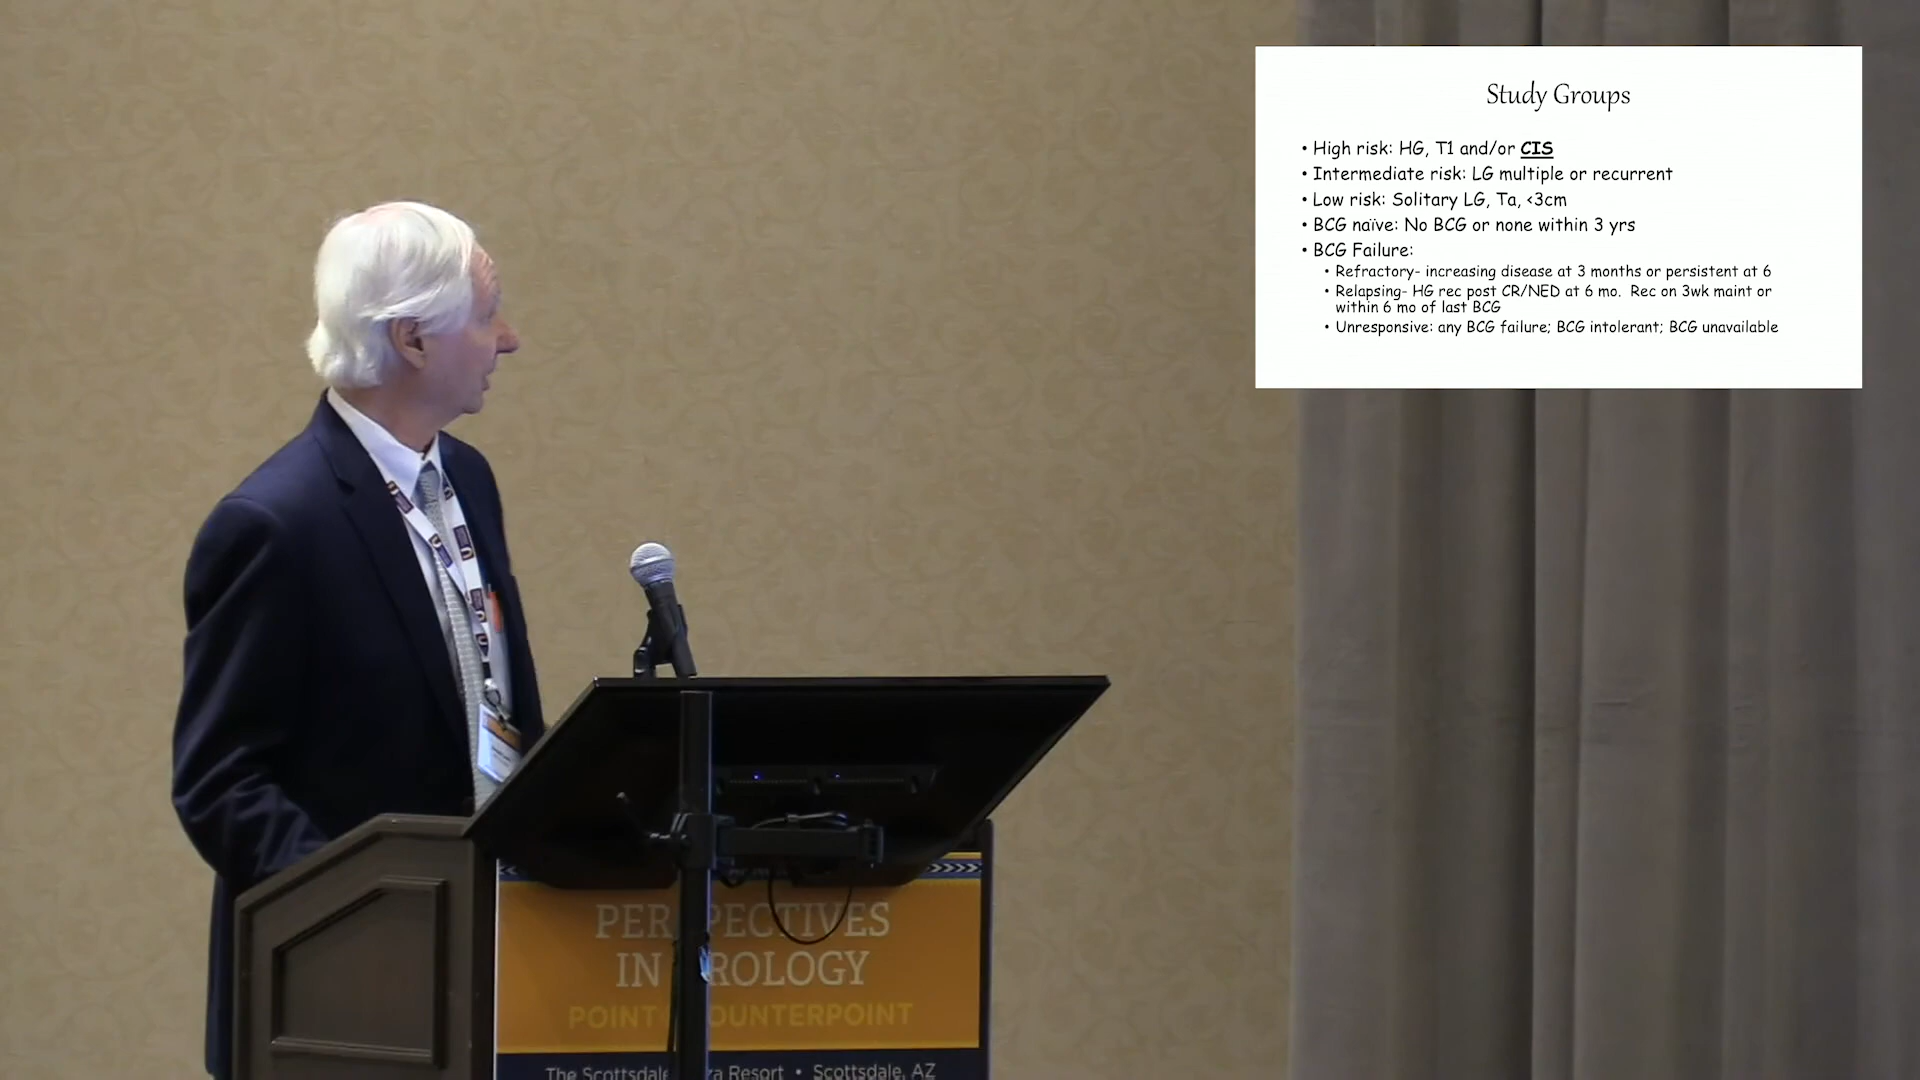 Study Groups
• High risk: HG, T1 and/or CIS
• Intermediate risk: LG multiple or recurrent
• Low risk: Solitary LG, Ta, <3cm
• BCG naïve: No BCG or none within 3 yrs
• BCG Failure:
• Refractory- increasing disease at 3 months or persistent at 6
• Relapsing- HG rec post CR/NED at 6 mo. Rec on 3wk maint or
within 6 mo of last BCG
• Unresponsive: any BCG failure; BCG intolerant; BCG unavailable
PER PECTIVES
IN ROLOGY
POINT OUNTERPOINT
The Scottsdale za Resort • Scottsdale, AZ